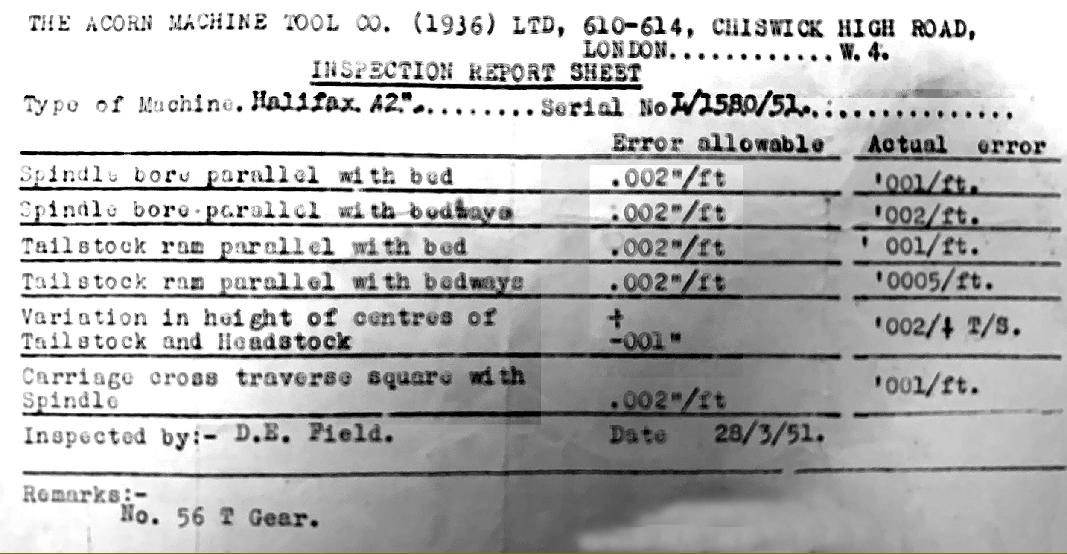 THE ACORN MACHINE TOOL CO. (1936) LTD, 610-614, CHISWICK HIGH ROAD,
LONDON............W.4.
INSPECTION REPORT SHEET
Type of Machine. Halifax A2"......... Serial No L/1580/51..:..............
Error allowable Actual error
Spindle bore parallel with bed .002"/ft '001/ft.
Spindle bore parallel with bedways .002"/ft '002/ft.
Tailstock ram parallel with bed .002"/ft '001/ft.
Tailstock ram parallel with bedways .002"/ft '0005/ft.
Variation in height of centres of +
Tailstock and Headstock -001" '002/+ T/S.
Carriage cross traverse square with
Spindle .002"/ft '001/ft.
Inspected by:- D.E. Field. Date 28/3/51.
Remarks:-
No. 56 T Gear.